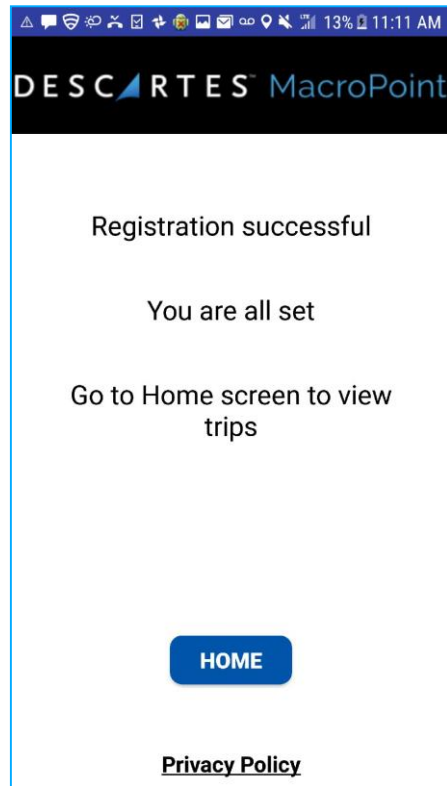 13% 11:11 AM
DESCARTES™ MacroPoint
Registration successful
You are all set
Go to Home screen to view
trips
HOME
Privacy Policy